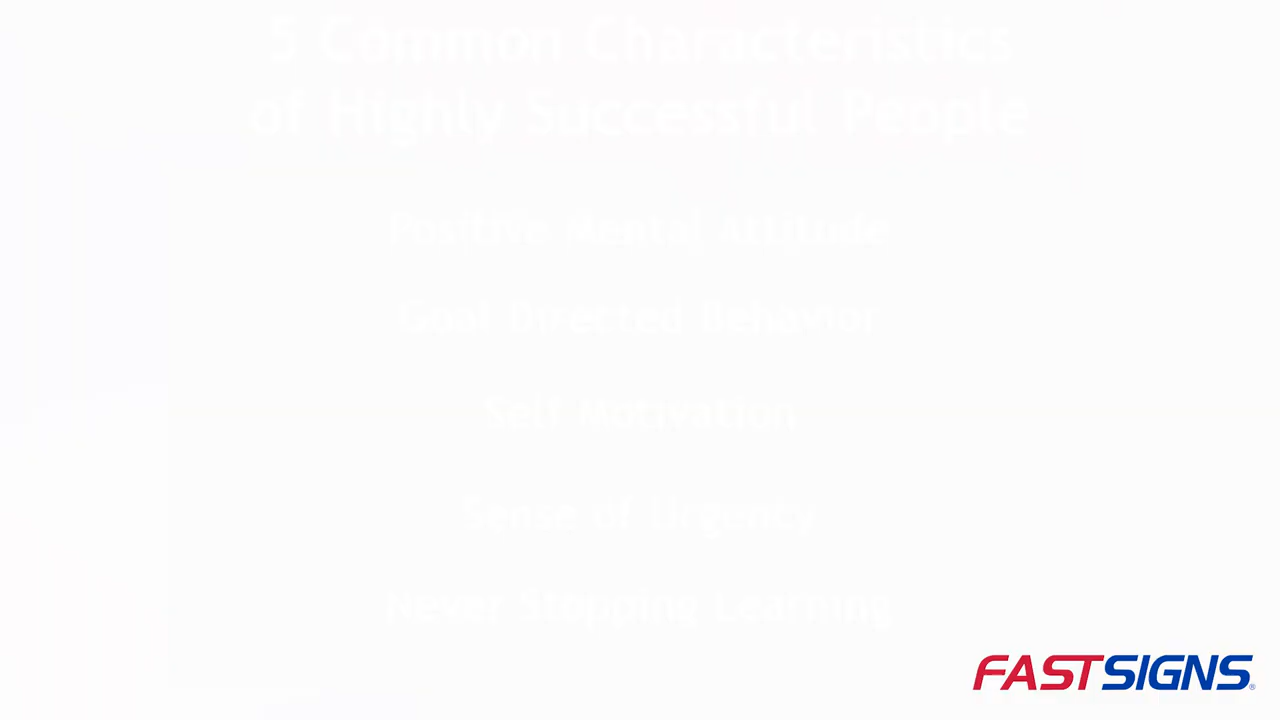 5 Common Characteristics
of Highly Successful People
Positive Mental Attitude
Goal Directed Behavior
Self Motivation
Sense of Urgency
Never Stopping Learning
FASTSIGNS®